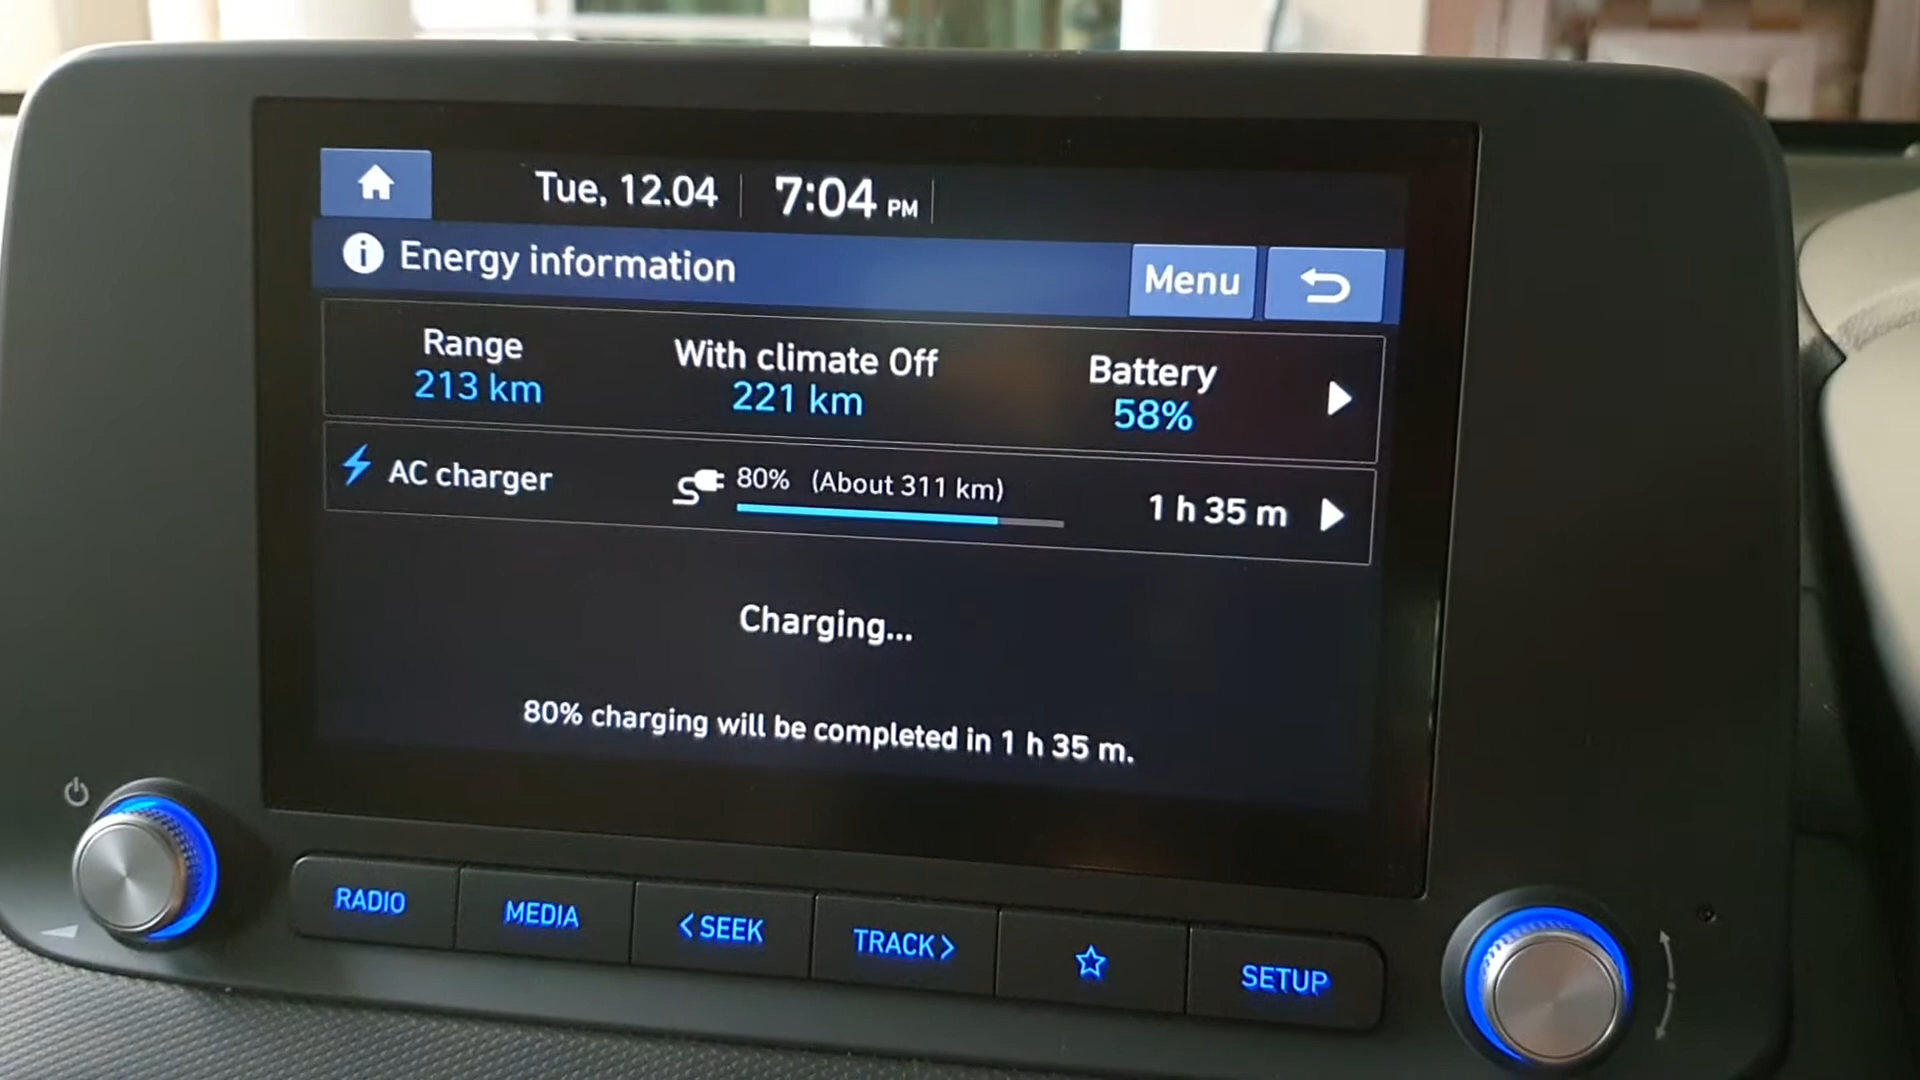 Tue, 12.04 7:04 PM
Energy information Menu
Range With climate Off Battery
213 km 221 km 58%
AC charger 80% (About 311 km) 1 h 35 m
Charging...
80% charging will be completed in 1 h 35 m.
RADIO MEDIA < SEEK TRACK > SETUP